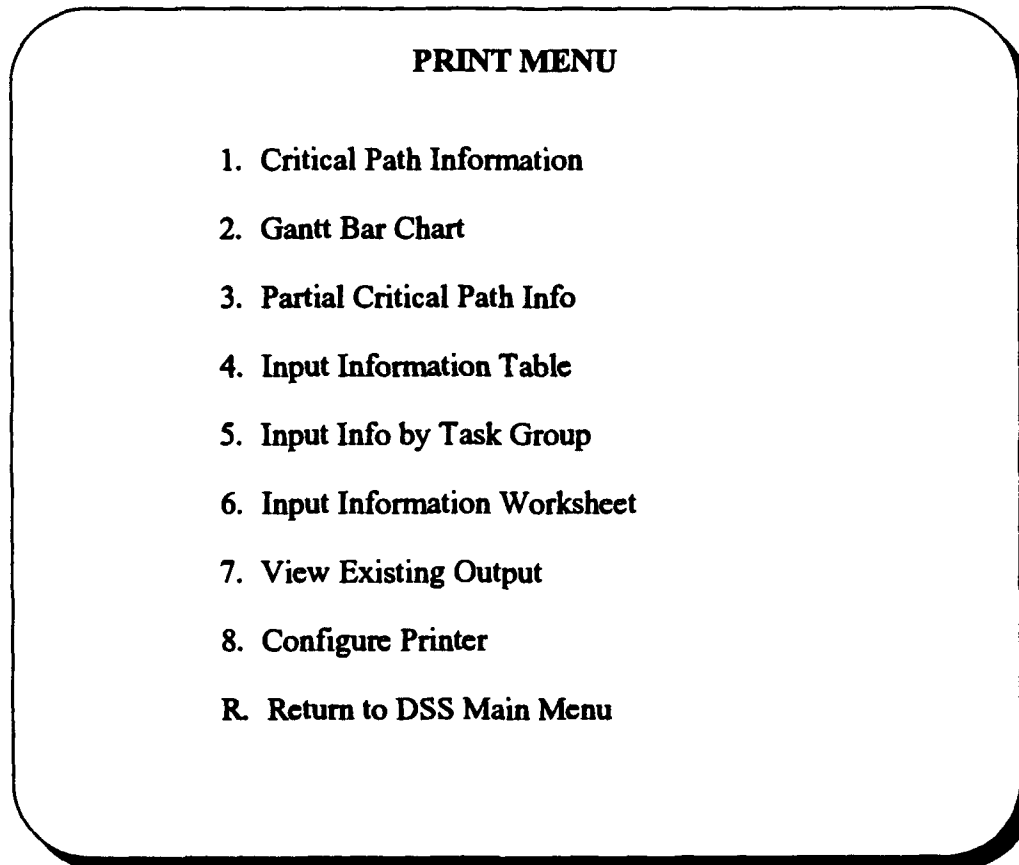 PRINT MENU
1. Critical Path Information
2. Gantt Bar Chart
3. Partial Critical Path Info
4. Input Information Table
5. Input Info by Task Group
6. Input Information Worksheet
7. View Existing Output
8. Configure Printer
R. Return to DSS Main Menu